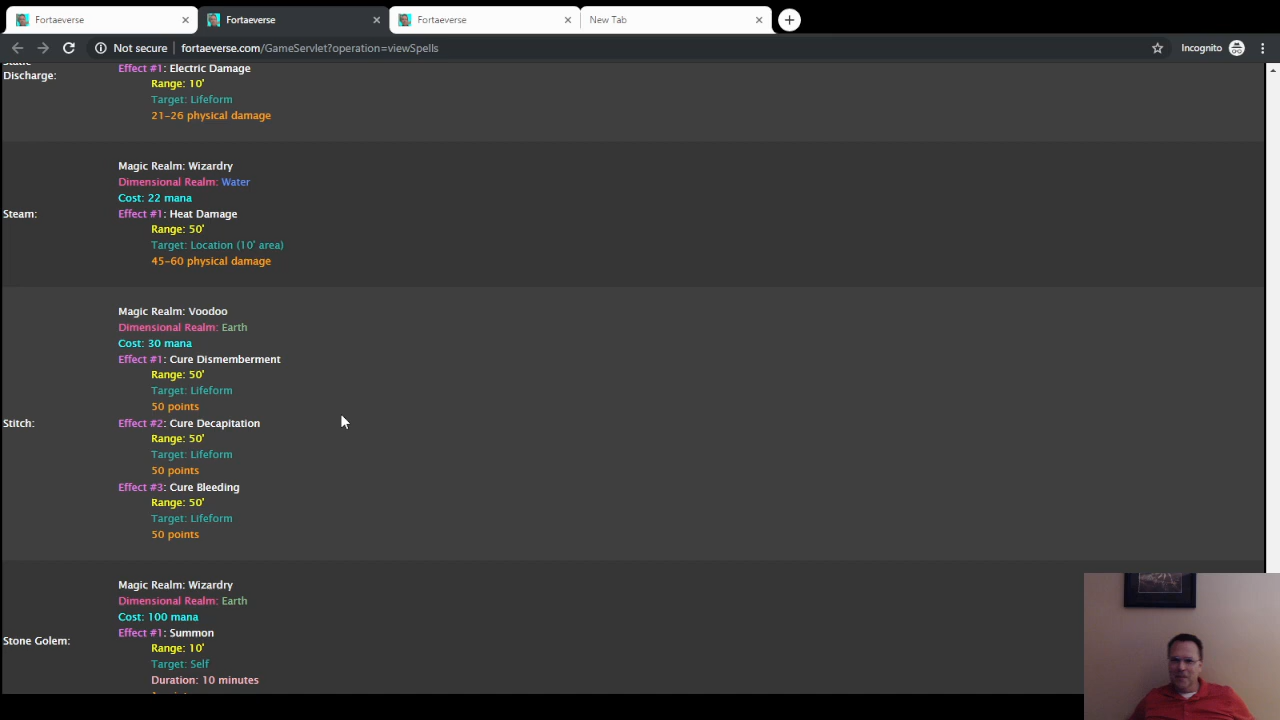 Fortaeverse
Fortaeverse
Fortaeverse
New Tab
Not secure
fortaeverse.com/GameServlet?operation=viewSpells
Incognito
Static
Discharge:
Effect #1: Electric Damage
Range: 10'
Target: Lifeform
21-26 physical damage
Magic Realm: Wizardry
Dimensional Realm: Water
Cost: 22 mana
Steam:
Effect #1: Heat Damage
Range: 50'
Target: Location (10' area)
45-60 physical damage
Magic Realm: Voodoo
Dimensional Realm: Earth
Cost: 30 mana
Effect #1: Cure Dismemberment
Range: 50'
Target: Lifeform
50 points
Stitch:
Effect #2: Cure Decapitation
Range: 50'
Target: Lifeform
50 points
Effect #3: Cure Bleeding
Range: 50'
Target: Lifeform
50 points
Magic Realm: Wizardry
Dimensional Realm: Earth
Cost: 100 mana
Effect #1: Summon
Stone Golem:
Range: 10'
Target: Self
Duration: 10 minutes